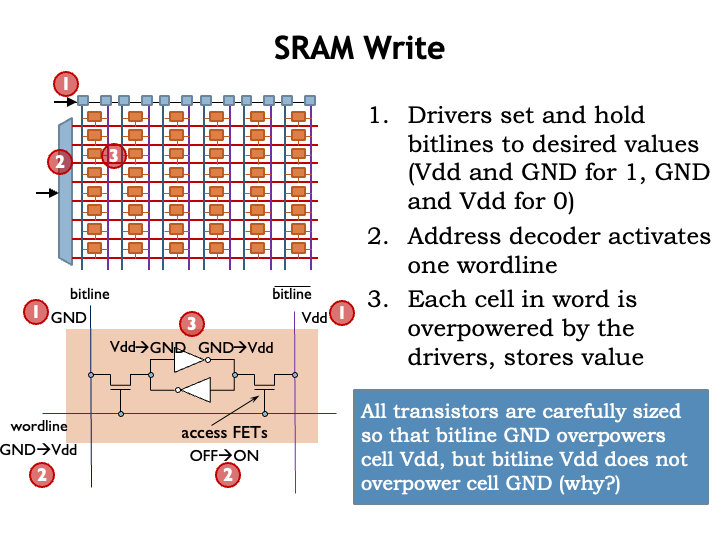 SRAM Write
1
2
3
1. Drivers set and hold
bitlines to desired values
(Vdd and GND for 1, GND
and Vdd for 0)
2. Address decoder activates
one wordline
3. Each cell in word is
overpowered by the
drivers, stores value
bitline
bitline
1 GND
Vdd 1
3
Vdd→GND GND→Vdd
wordline
access FETs
GND→Vdd
OFF→ON
2
2
All transistors are carefully sized
so that bitline GND overpowers
cell Vdd, but bitline Vdd does not
overpower cell GND (why?)